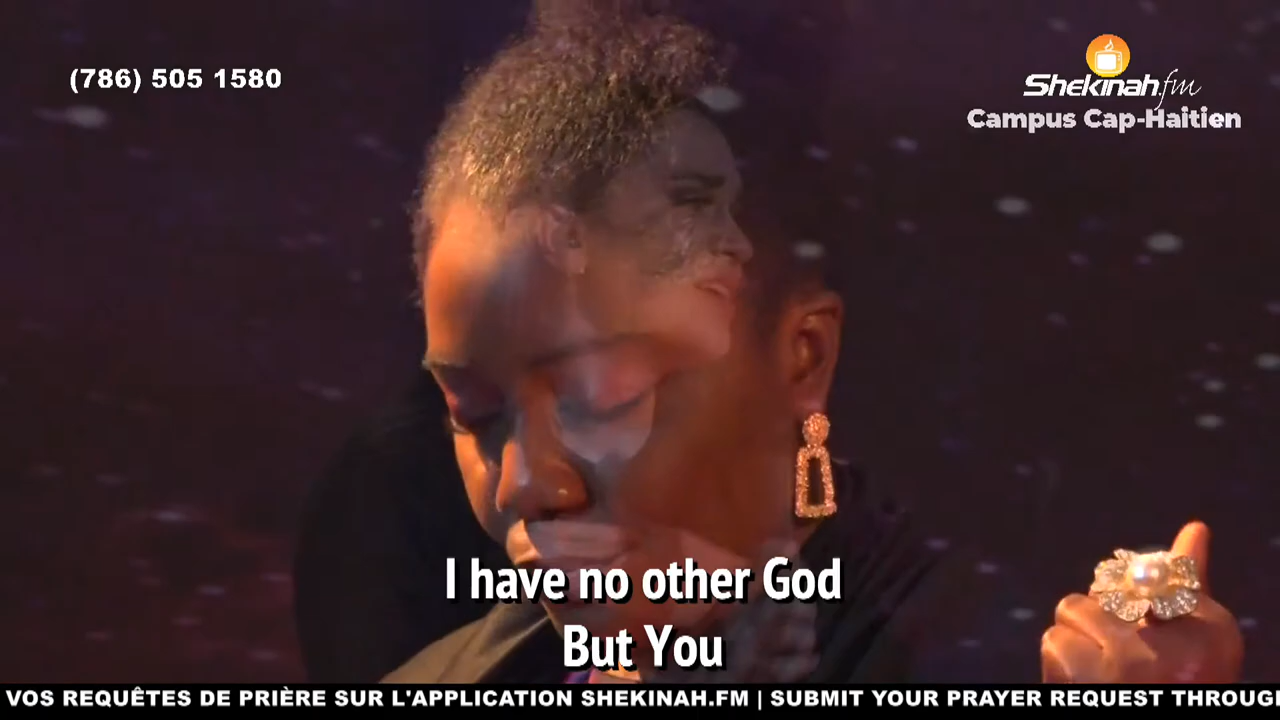 (786) 505 1580
Shekinah.fm
Campus Cap-Haitien
I have no other God
But You
VOS REQUÊTES DE PRIÈRE SUR L'APPLICATION SHEKINAH.FM | SUBMIT YOUR PRAYER REQUEST THROUG